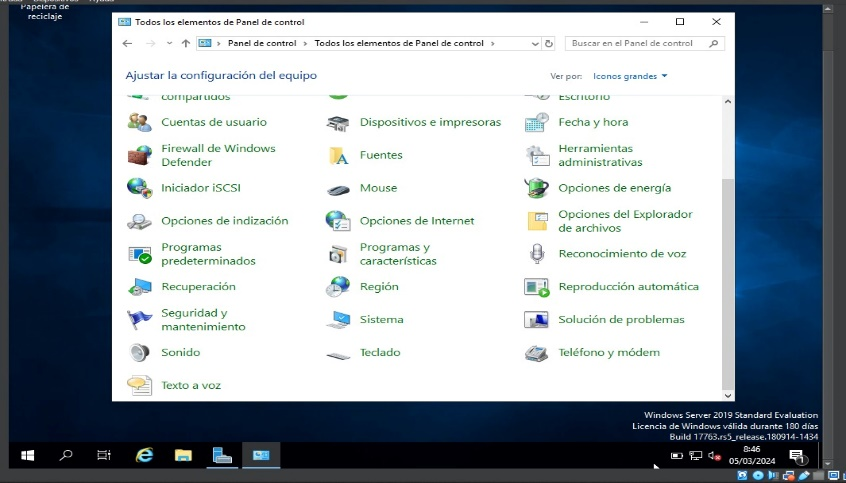 Papelera de
reciclaje
Todos los elementos de Panel de control
Panel de control
Todos los elementos de Panel de control
Buscar en el Panel de control
Ajustar la configuración del equipo
Ver por:
Iconos grandes
compartidos
Escritorio
Cuentas de usuario
Dispositivos e impresoras
Fecha y hora
Firewall de Windows
Defender
Fuentes
Herramientas
administrativas
Iniciador iSCSI
Mouse
Opciones de energía
Opciones de indización
Opciones de Internet
Opciones del Explorador
de archivos
Programas
predeterminados
Programas y
características
Reconocimiento de voz
Recuperación
Región
Reproducción automática
Seguridad y
mantenimiento
Sistema
Solución de problemas
Sonido
Teclado
Teléfono y módem
Texto a voz
Windows Server 2019 Standard Evaluation
Licencia de Windows válida durante 180 días
Build 17763.rs5_release.180914-1434
8:46
05/03/2024
1